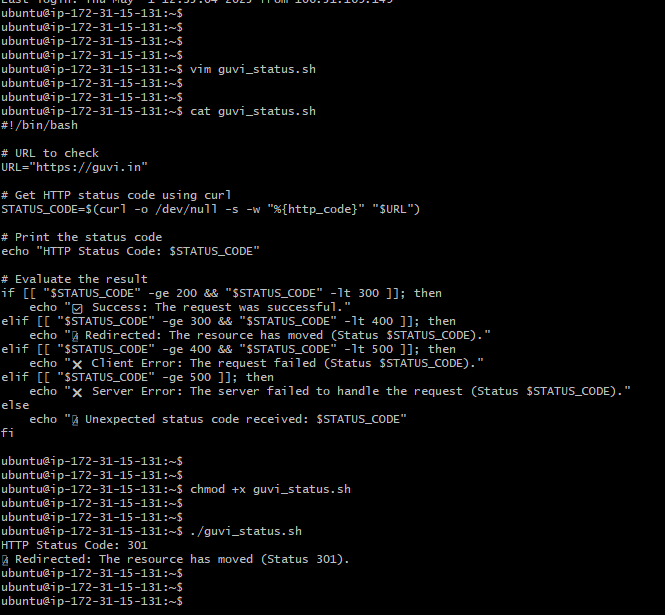 Last login: Thu May  1 12:55:04 2025 from 106.51.169.149
ubuntu@ip-172-31-15-131:~$
ubuntu@ip-172-31-15-131:~$
ubuntu@ip-172-31-15-131:~$
ubuntu@ip-172-31-15-131:~$
ubuntu@ip-172-31-15-131:~$ vim guvi_status.sh
ubuntu@ip-172-31-15-131:~$
ubuntu@ip-172-31-15-131:~$
ubuntu@ip-172-31-15-131:~$ cat guvi_status.sh
#!/bin/bash

# URL to check
URL="https://guvi.in"

# Get HTTP status code using curl
STATUS_CODE=$(curl -o /dev/null -s -w "%{http_code}" "$URL")

# Print the status code
echo "HTTP Status Code: $STATUS_CODE"

# Evaluate the result
if [[ "$STATUS_CODE" -ge 200 && "$STATUS_CODE" -lt 300 ]]; then
    echo "☑ Success: The request was successful."
elif [[ "$STATUS_CODE" -ge 300 && "$STATUS_CODE" -lt 400 ]]; then
    echo " Redirected: The resource has moved (Status $STATUS_CODE)."
elif [[ "$STATUS_CODE" -ge 400 && "$STATUS_CODE" -lt 500 ]]; then
    echo "❌ Client Error: The request failed (Status $STATUS_CODE)."
elif [[ "$STATUS_CODE" -ge 500 ]]; then
    echo "❌ Server Error: The server failed to handle the request (Status $STATUS_CODE)."
else
    echo " Unexpected status code received: $STATUS_CODE"
fi

ubuntu@ip-172-31-15-131:~$
ubuntu@ip-172-31-15-131:~$
ubuntu@ip-172-31-15-131:~$ chmod +x guvi_status.sh
ubuntu@ip-172-31-15-131:~$
ubuntu@ip-172-31-15-131:~$
ubuntu@ip-172-31-15-131:~$ ./guvi_status.sh
HTTP Status Code: 301
 Redirected: The resource has moved (Status 301).
ubuntu@ip-172-31-15-131:~$
ubuntu@ip-172-31-15-131:~$
ubuntu@ip-172-31-15-131:~$